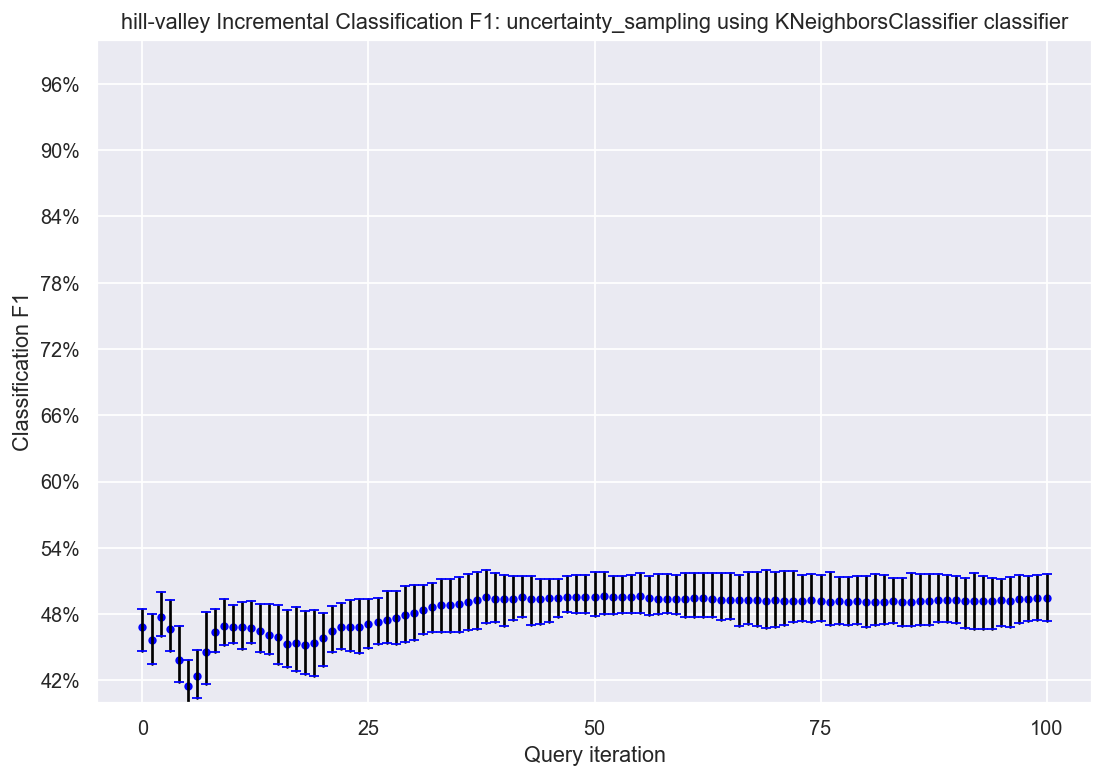 hill-valley Incremental Classification F1: uncertainty_sampling using KNeighborsClassifier classifier
96%
90%
84%
78%
72%
66%
60%
54%
48%
42%
Classification F1
0 25 50 75 100
Query iteration